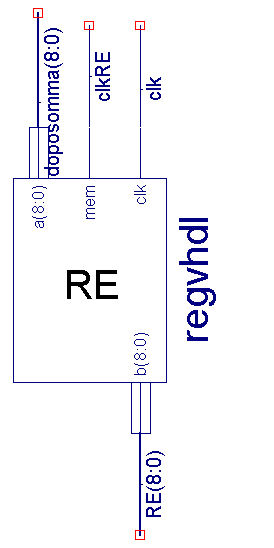 doposomma(8:0)
clkRE
clk
a(8:0)
mem
clk
RE
regvhdl
b(8:0)
RE(8:0)